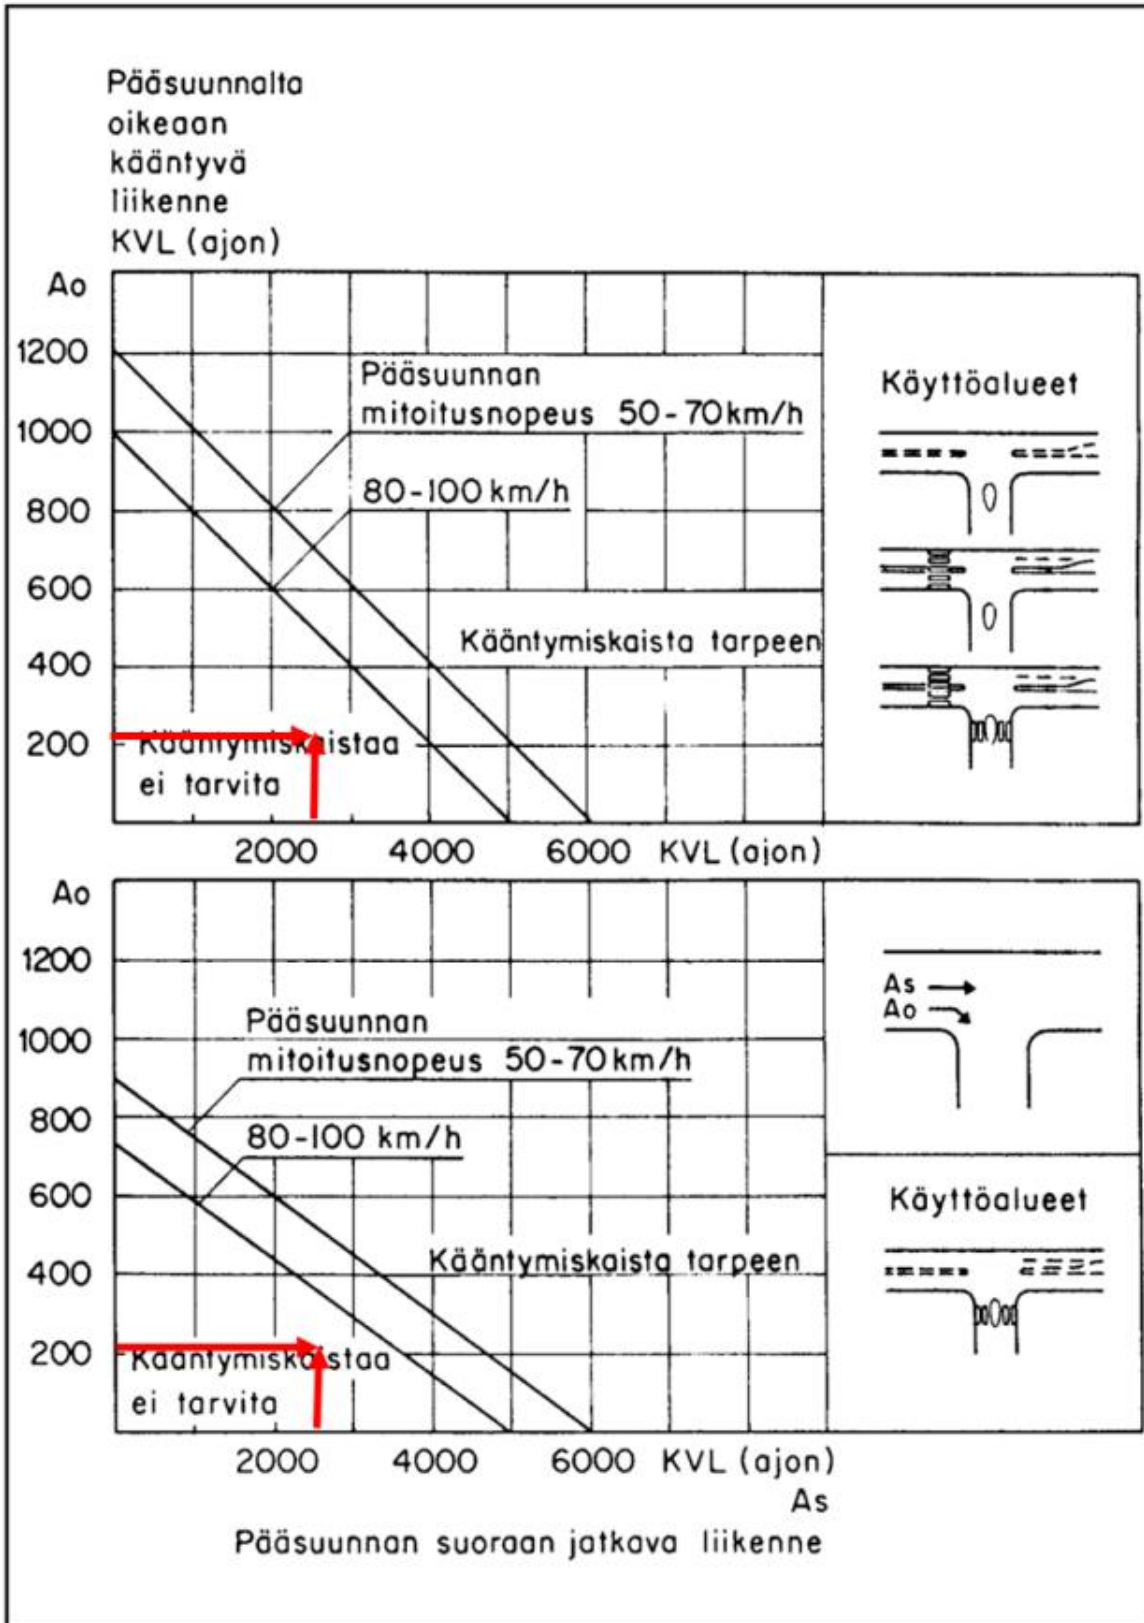 Pääsuunnalta
oikeaan
kääntyvä
liikenne
KVL (ajon)
Ao
1200
1000
800
600
400
200
Pääsuunnan
mitoitusnopeus 50-70 km/h
80-100 km/h
Kääntymiskaista tarpeen
Kääntymiskaistaa
ei tarvita
2000 4000 6000 KVL (ajon)
Käyttöalueet
Ao
1200
1000
800
600
400
200
Pääsuunnan
mitoitusnopeus 50-70 km/h
80-100 km/h
Kääntymiskaista tarpeen
Kääntymiskaistaa
ei tarvita
2000 4000 6000 KVL (ajon)
As
Pääsuunnan suoraan jatkava liikenne
As
Ao
Käyttöalueet